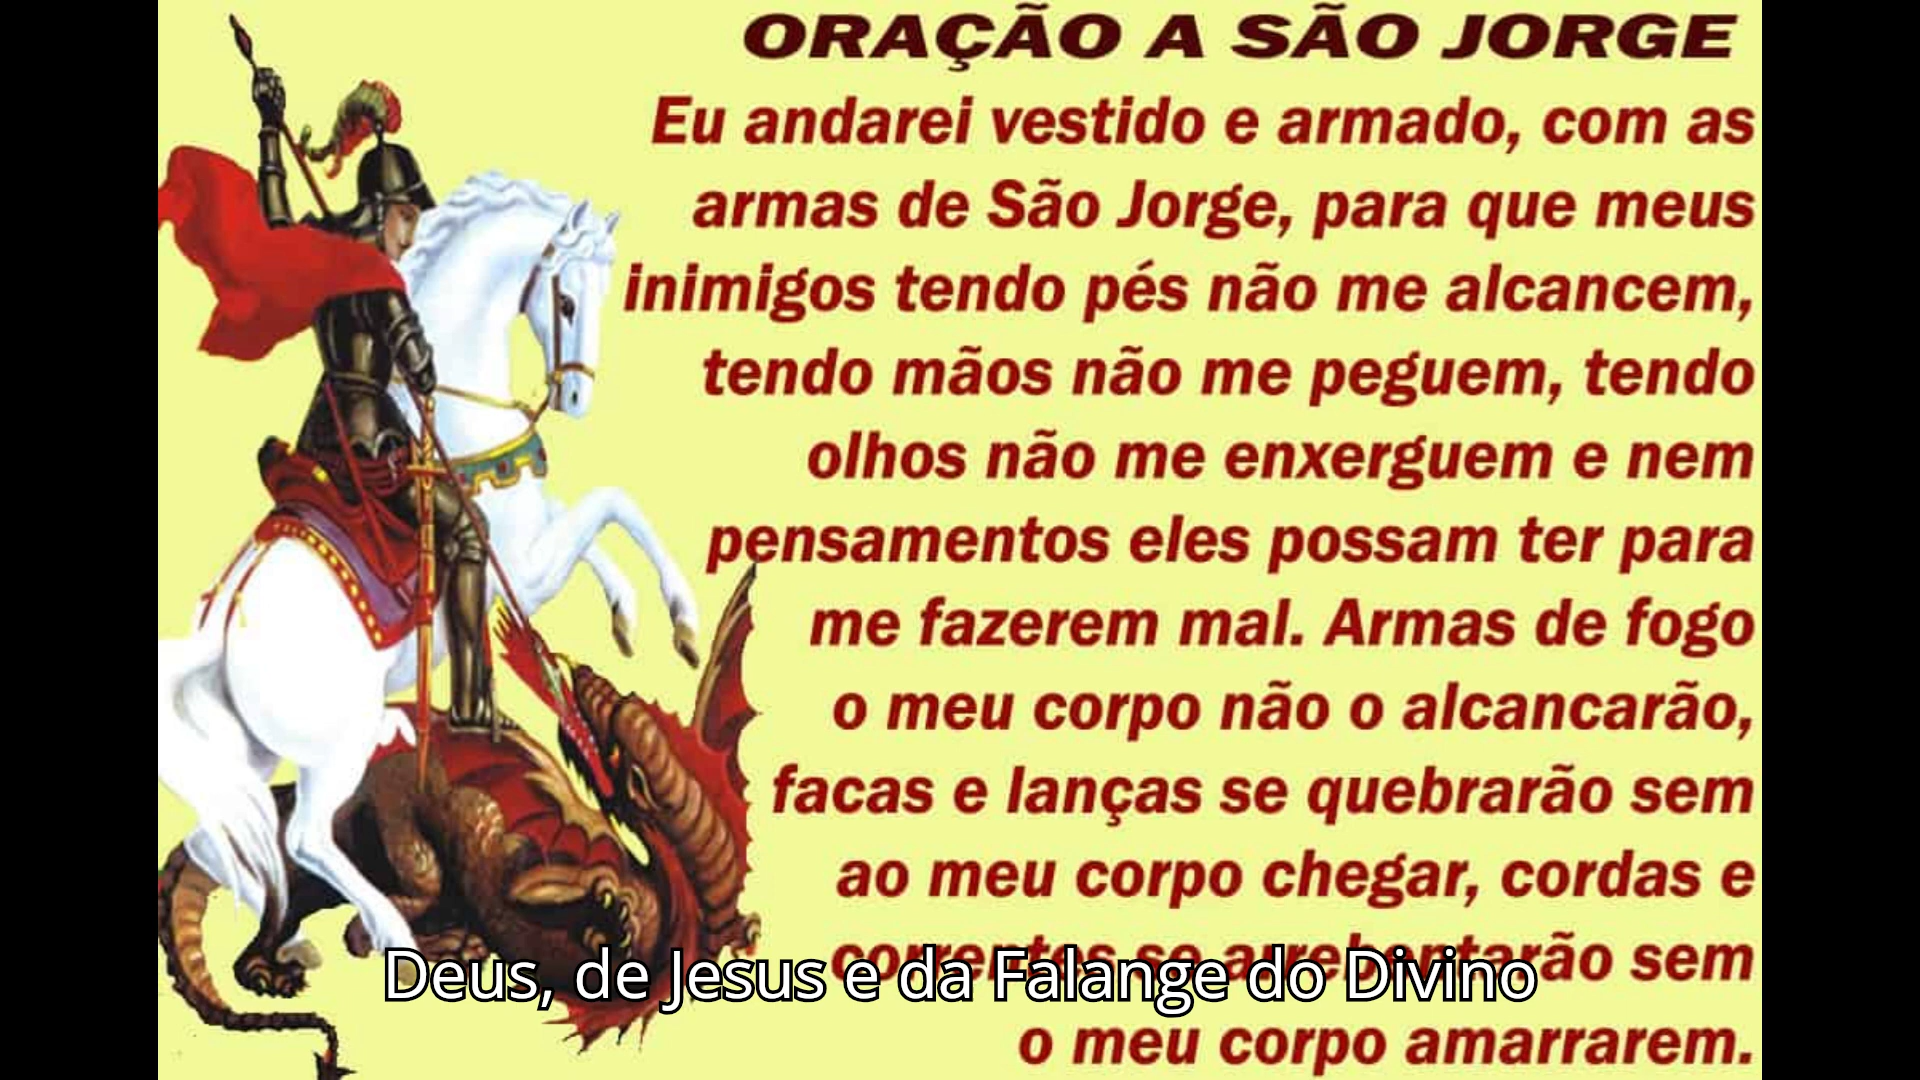 ORAÇÃO A SÃO JORGE
Eu andarei vestido e armado, com as
armas de São Jorge, para que meus
inimigos tendo pés não me alcancem,
tendo mãos não me peguem, tendo
olhos não me enxerguem e nem
pensamentos eles possam ter para
me fazerem mal. Armas de fogo
o meu corpo não o alcancarão,
facas e lanças se quebrarão sem
ao meu corpo chegar, cordas e
correntes se arrebentarão sem
Deus, de Jesus e da Falange do Divino
o meu corpo amarrarem.